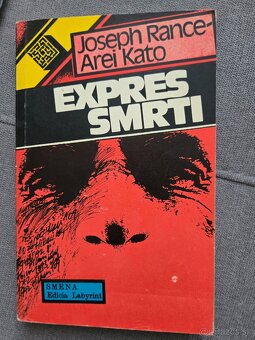 Joseph Rance-
Arei Kato
EXPRES
SMRTI
SMENA
Edícia Labyrint